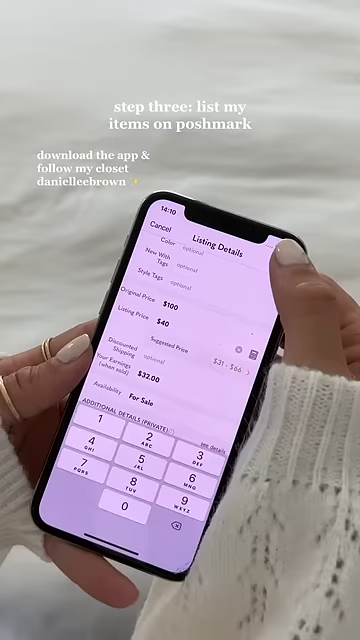 step three: list my
items on poshmark
download the app &
follow my closet
daniellebrown ✨
14:10
Cancel
Listing Details
Color optional
New With
Tags optional
Style Tags optional
Original Price $100
Listing Price $40
Suggested Price $31 - $66 >
Discounted
Shipping optional
Your Earnings
(when sold) $32.00
Availability For Sale
ADDITIONAL DETAILS (PRIVATE)
see details
1 2 ABC 3 DEF
4 GHI 5 JKL 6 MNO
7 PQRS 8 TUV 9 WXYZ
0